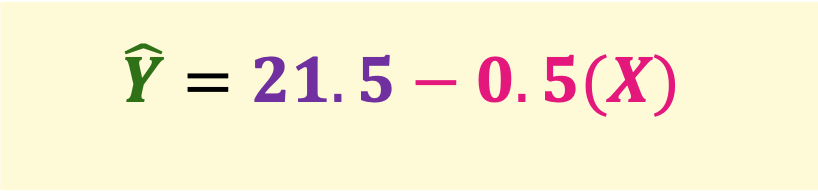 Ŷ = 21.5 − 0.5(X)